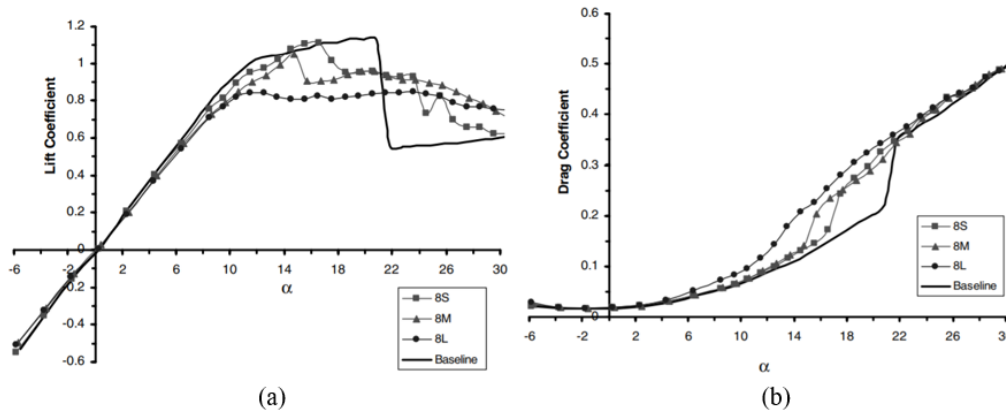 1.2
1
0.8
0.6
0.4
0.2
0
-0.2
-0.4
-0.6
Lift Coefficient
-6 2 6 10 14 18 22 26 30
α
8S
8M
8L
Baseline
(a)
0.6
0.5
0.4
0.3
0.2
0.1
0
Drag Coefficient
-6 -2 2 6 10 14 18 22 26 30
α
8S
8M
8L
Baseline
(b)